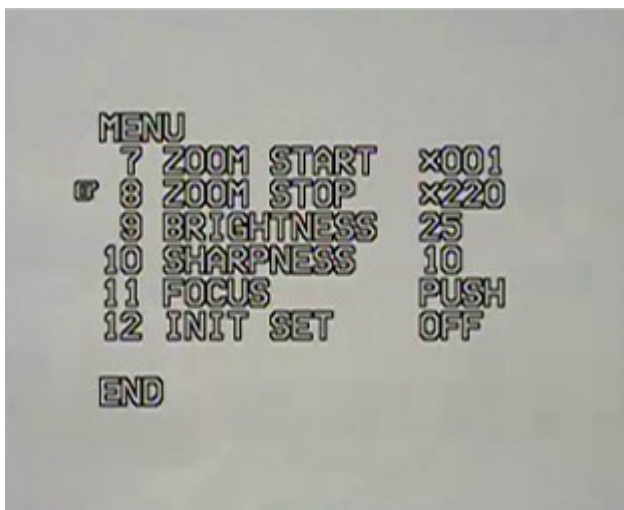 MENU
7 ZOOM START ×001
☞ 8 ZOOM STOP ×220
9 BRIGHTNESS 25
10 SHARPNESS 10
11 FOCUS PUSH
12 INIT SET OFF
END